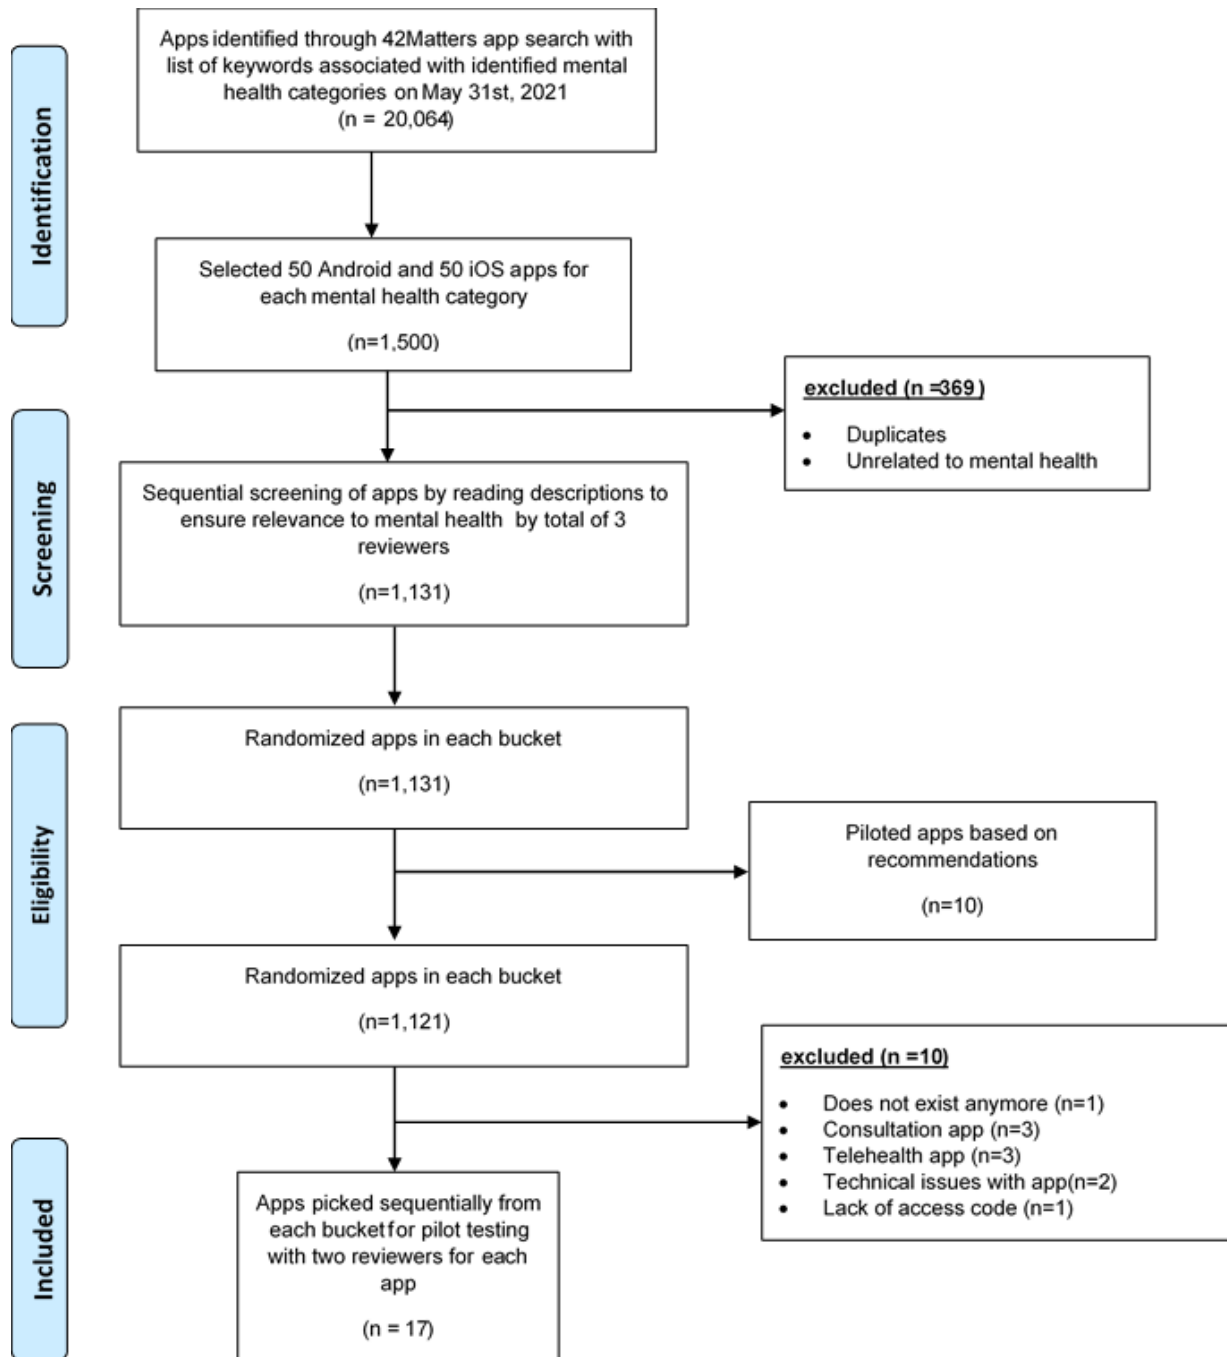 Identification
Apps identified through 42Matters app search with
list of keywords associated with identified mental
health categories on May 31st, 2021
(n = 20,064)
Selected 50 Android and 50 iOS apps for
each mental health category
(n=1,500)
excluded (n =369 )
• Duplicates
• Unrelated to mental health
Screening
Sequential screening of apps by reading descriptions to
ensure relevance to mental health by total of 3
reviewers
(n=1,131)
Eligibility
Randomized apps in each bucket
(n=1,131)
Piloted apps based on
recommendations
(n=10)
Randomized apps in each bucket
(n=1,121)
excluded (n =10)
• Does not exist anymore (n=1)
• Consultation app (n=3)
• Telehealth app (n=3)
• Technical issues with app(n=2)
• Lack of access code (n=1)
Included
Apps picked sequentially from
each bucket for pilot testing
with two reviewers for each
app
(n = 17)